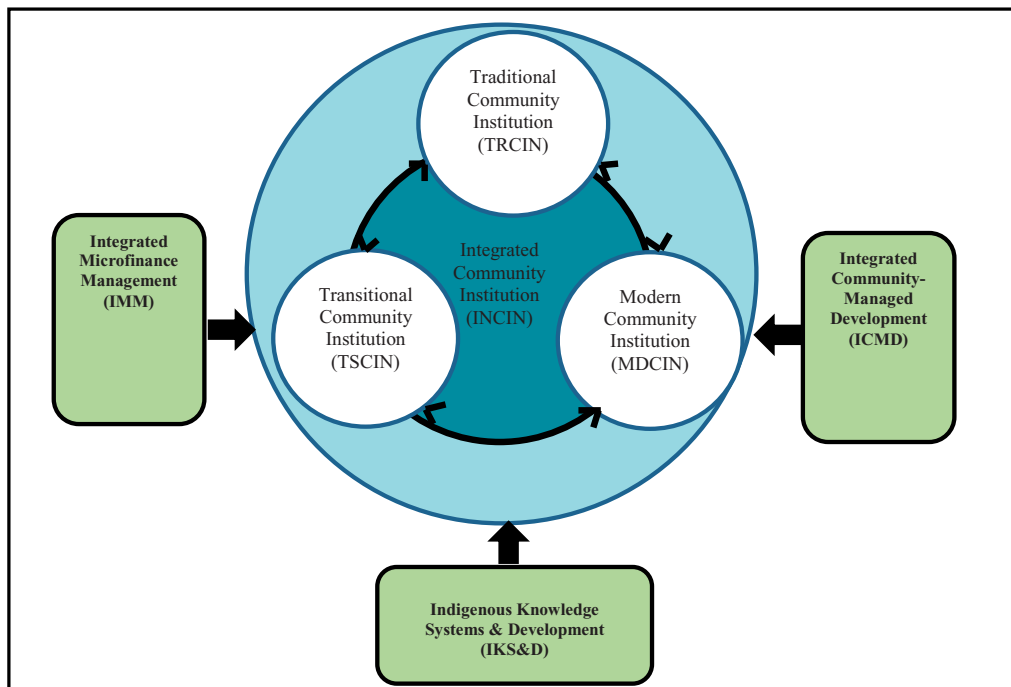 Traditional
Community
Institution
(TRCIN)
Integrated
Microfinance
Management
(IMM)
Transitional
Community
Institution
(TSCIN)
Integrated
Community
Institution
(INCIN)
Modern
Community
Institution
(MDCIN)
Integrated
Community-
Managed
Development
(ICMD)
Indigenous Knowledge
Systems & Development
(IKS&D)